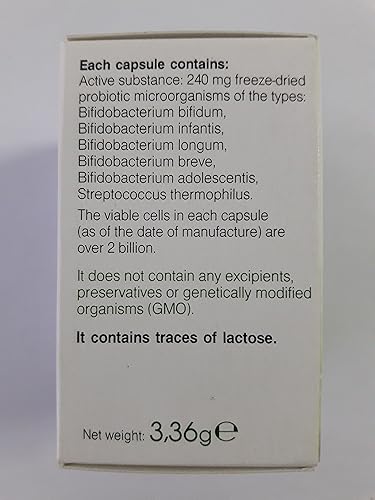 Each capsule contains:
Active substance: 240 mg freeze-dried
probiotic microorganisms of the types:
Bifidobacterium bifidum,
Bifidobacterium infantis,
Bifidobacterium longum,
Bifidobacterium breve,
Bifidobacterium adolescentis,
Streptococcus thermophilus.
The viable cells in each capsule
(as of the date of manufacture) are
over 2 billion.
It does not contain any excipients,
preservatives or genetically modified
organisms (GMO).
It contains traces of lactose.
Net weight: 3,36g℮